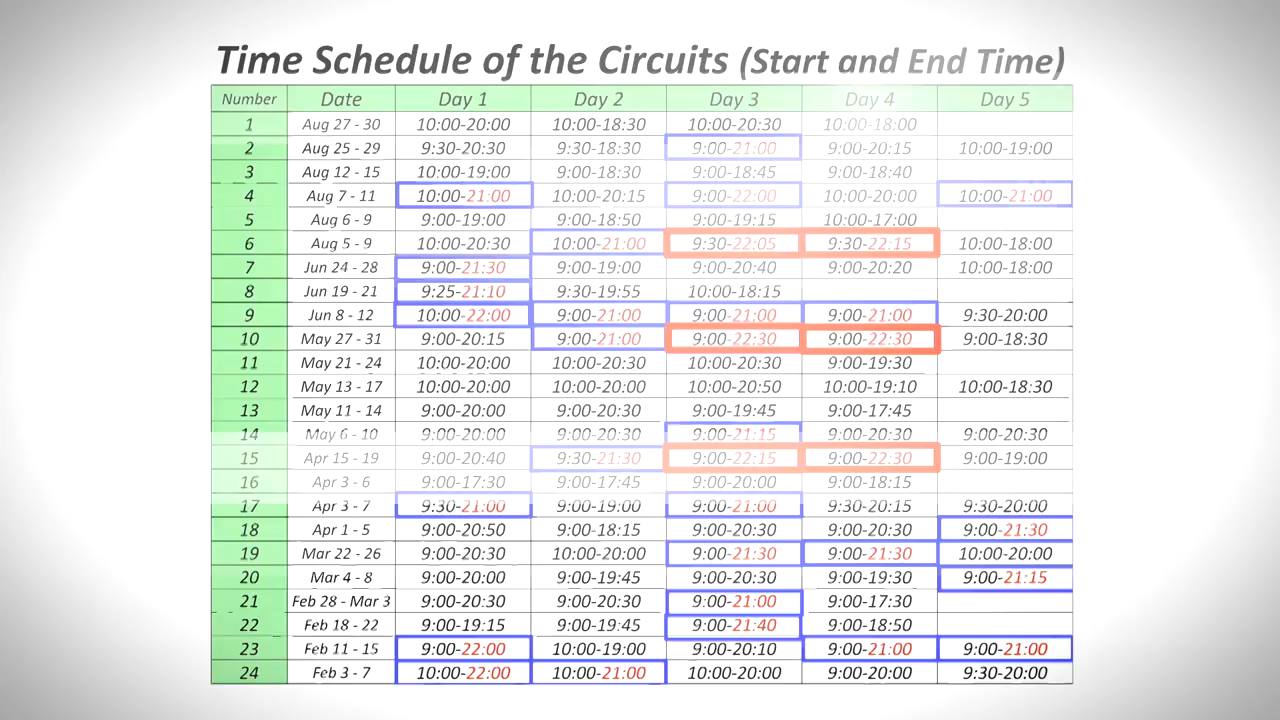 Time Schedule of the Circuits (Start and End Time)
Number Date Day 1 Day 2 Day 3 Day 4 Day 5
1 Aug 27 - 30 10:00-20:00 10:00-18:30 10:00-20:30 10:00-18:00
2 Aug 25 - 29 9:30-20:30 9:30-18:30 9:00-21:00 9:00-20:15 10:00-19:00
3 Aug 12 - 15 10:00-19:00 9:00-18:30 9:00-18:45 9:00-18:40
4 Aug 7 - 11 10:00-21:00 10:00-20:15 9:00-22:00 10:00-20:00 10:00-21:00
5 Aug 6 - 9 9:00-19:00 9:00-18:50 9:00-19:15 10:00-17:00
6 Aug 5 - 9 10:00-20:30 10:00-21:00 9:30-22:05 9:30-22:15 10:00-18:00
7 Jun 24 - 28 9:00-21:30 9:00-19:00 9:00-20:40 9:00-20:20 10:00-18:00
8 Jun 19 - 21 9:25-21:10 9:30-19:55 10:00-18:15
9 Jun 8 - 12 10:00-22:00 9:00-21:00 9:00-21:00 9:00-21:00 9:30-20:00
10 May 27 - 31 9:00-20:15 9:00-21:00 9:00-22:30 9:00-22:30 9:00-18:30
11 May 21 - 24 10:00-20:00 10:00-20:30 10:00-20:30 9:00-19:30
12 May 13 - 17 10:00-20:00 10:00-20:00 10:00-20:50 10:00-19:10 10:00-18:30
13 May 11 - 14 9:00-20:00 9:00-20:30 9:00-19:45 9:00-17:45
14 May 6 - 10 9:00-20:00 9:00-20:30 9:00-21:15 9:00-20:30 9:00-20:30
15 Apr 15 - 19 9:00-20:40 9:30-21:30 9:00-22:15 9:00-22:30 9:00-19:00
16 Apr 3 - 6 9:00-17:30 9:00-17:45 9:00-20:00 9:00-18:15
17 Apr 3 - 7 9:30-21:00 9:00-19:00 9:00-21:00 9:30-20:15 9:30-20:00
18 Apr 1 - 5 9:00-20:50 9:00-18:15 9:00-20:30 9:00-20:30 9:00-21:30
19 Mar 22 - 26 9:00-20:30 10:00-20:00 9:00-21:30 9:00-21:30 10:00-20:00
20 Mar 4 - 8 9:00-20:00 9:00-19:45 9:00-20:30 9:00-19:30 9:00-21:15
21 Feb 28 - Mar 3 9:00-20:30 9:00-20:30 9:00-21:00 9:00-17:30
22 Feb 18 - 22 9:00-19:15 9:00-19:45 9:00-21:40 9:00-18:50
23 Feb 11 - 15 9:00-22:00 10:00-19:00 9:00-20:10 9:00-21:00 9:00-21:00
24 Feb 3 - 7 10:00-22:00 10:00-21:00 10:00-20:00 9:00-20:00 9:30-20:00